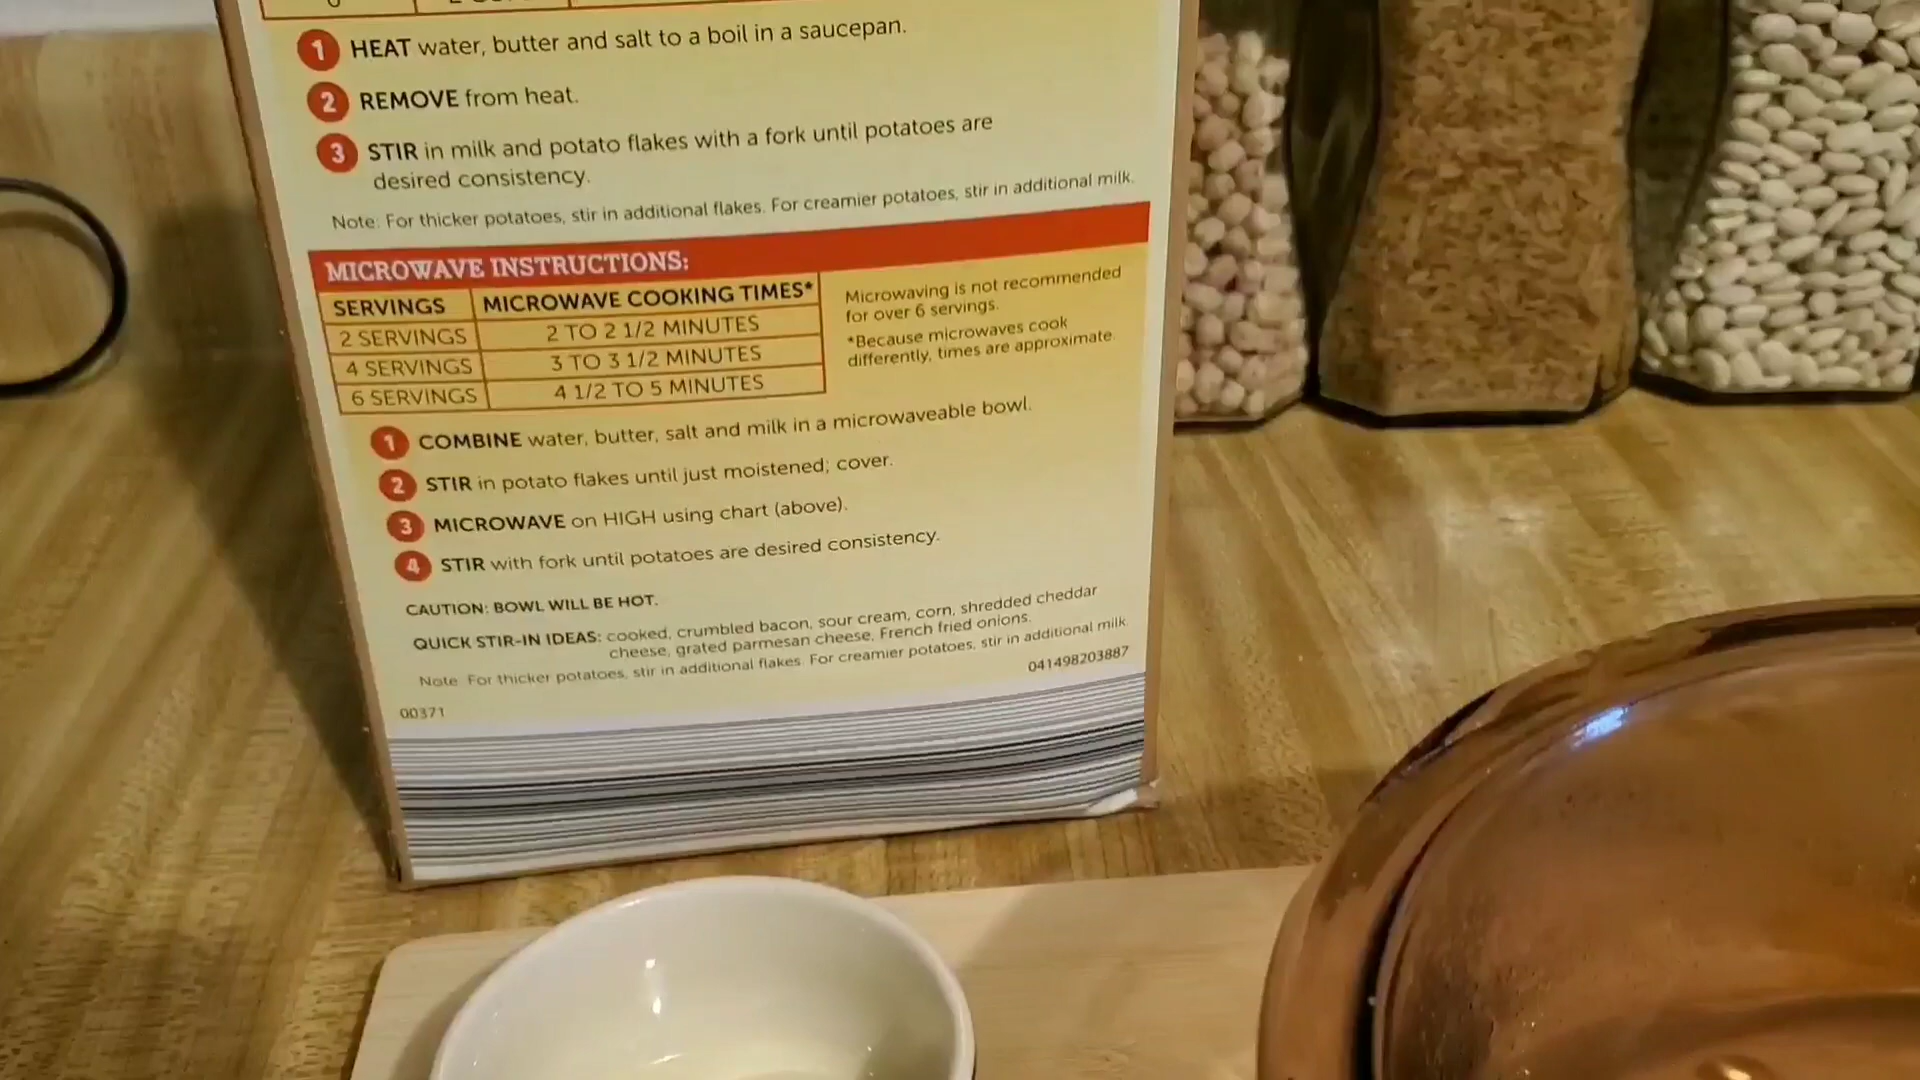 1 HEAT water, butter and salt to a boil in a saucepan.
2 REMOVE from heat.
3 STIR in milk and potato flakes with a fork until potatoes are
desired consistency.
Note: For thicker potatoes, stir in additional flakes. For creamier potatoes, stir in additional milk.
MICROWAVE INSTRUCTIONS:
SERVINGS MICROWAVE COOKING TIMES*
2 SERVINGS 2 TO 2 1/2 MINUTES
4 SERVINGS 3 TO 3 1/2 MINUTES
6 SERVINGS 4 1/2 TO 5 MINUTES
Microwaving is not recommended
for over 6 servings.
*Because microwaves cook
differently, times are approximate.
1 COMBINE water, butter, salt and milk in a microwaveable bowl.
2 STIR in potato flakes until just moistened; cover.
3 MICROWAVE on HIGH using chart (above).
4 STIR with fork until potatoes are desired consistency.
CAUTION: BOWL WILL BE HOT.
QUICK STIR-IN IDEAS: cooked, crumbled bacon, sour cream, corn, shredded cheddar
cheese, grated parmesan cheese, French fried onions.
Note: For thicker potatoes, stir in additional flakes. For creamier potatoes, stir in additional milk.
041498203887
00371